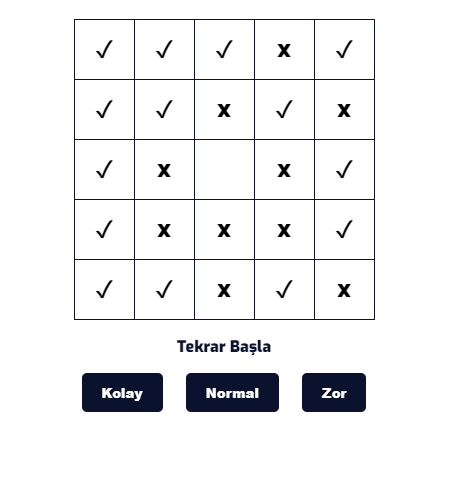 ✓ ✓ ✓ x ✓
✓ ✓ x ✓ x
✓ x x ✓
✓ x x x ✓
✓ ✓ x ✓ x
Tekrar Başla
Kolay Normal Zor